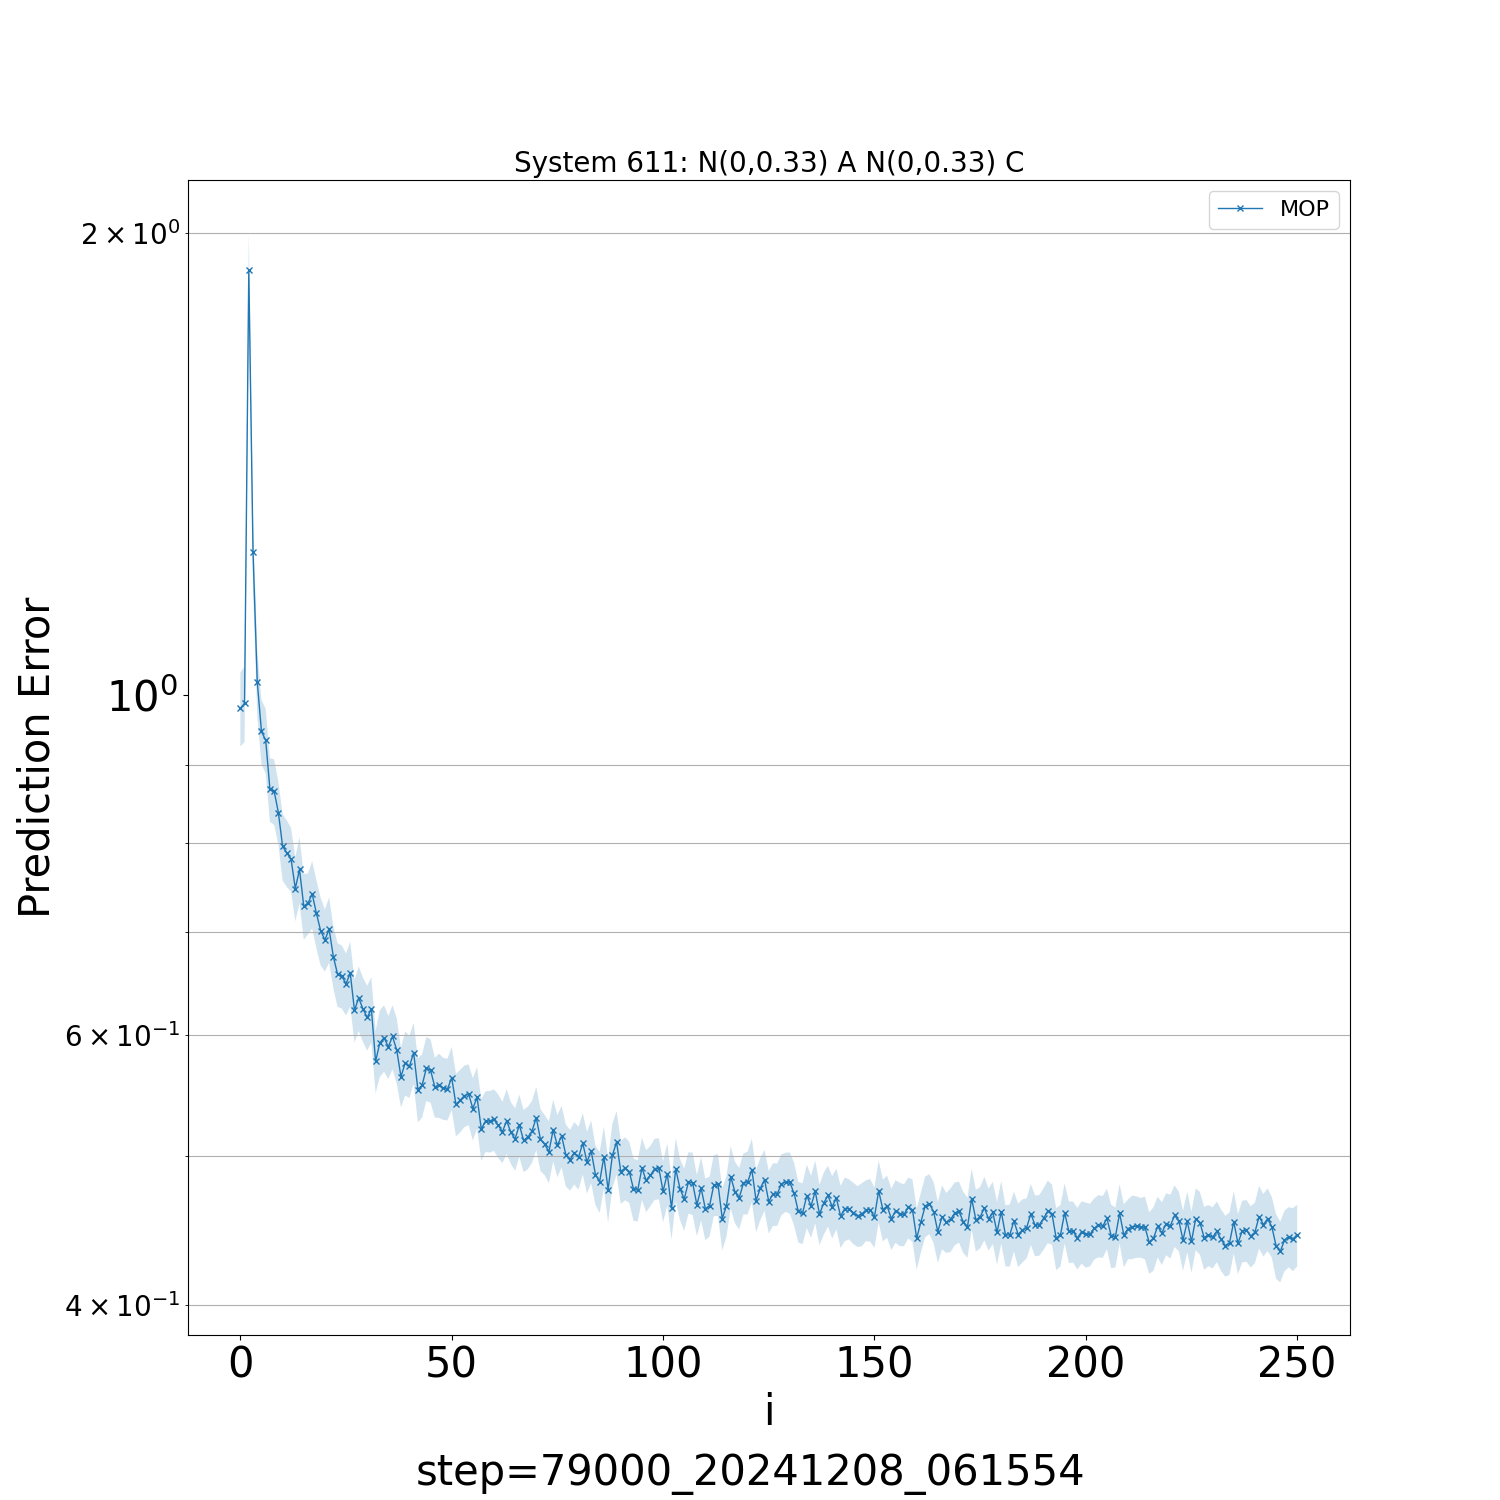 System 611: N(0,0.33) A N(0,0.33) C
MOP
2 × 10⁰
10⁰
6 × 10⁻¹
4 × 10⁻¹
Prediction Error
0 50 100 150 200 250
i
step=79000_20241208_061554